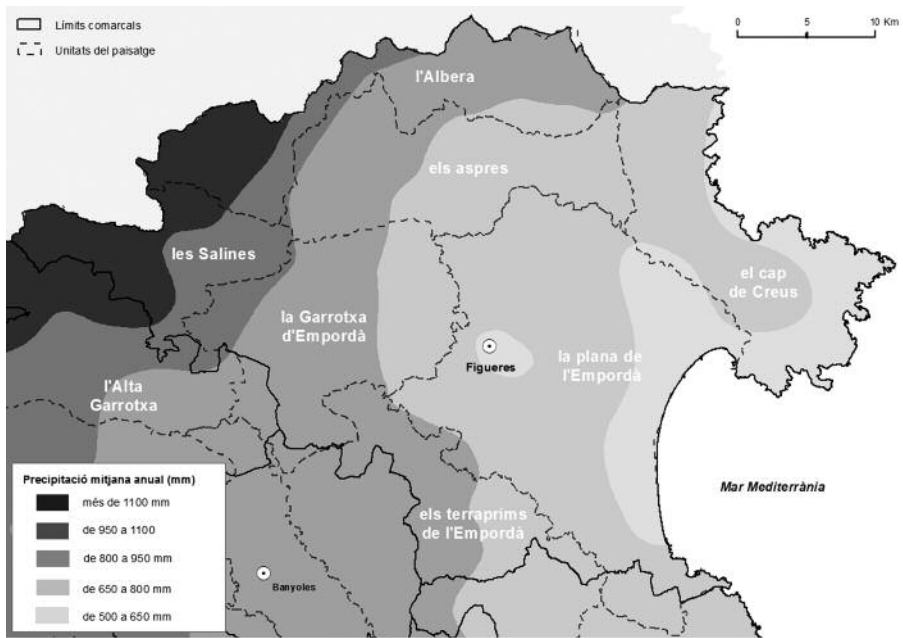 Límits comarcals
Unitats del paisatge
0 5 10 Km
l'Albera
els aspres
les Salines
el cap
de Creus
la Garrotxa
d'Empordà
la plana de
l'Empordà
Figueres
l'Alta
Garrotxa
Mar Mediterrània
els terraprims
de l'Empordà
Banyoles
Precipitació mitjana anual (mm)
més de 1100 mm
de 950 a 1100
de 800 a 950 mm
de 650 a 800 mm
de 500 a 650 mm